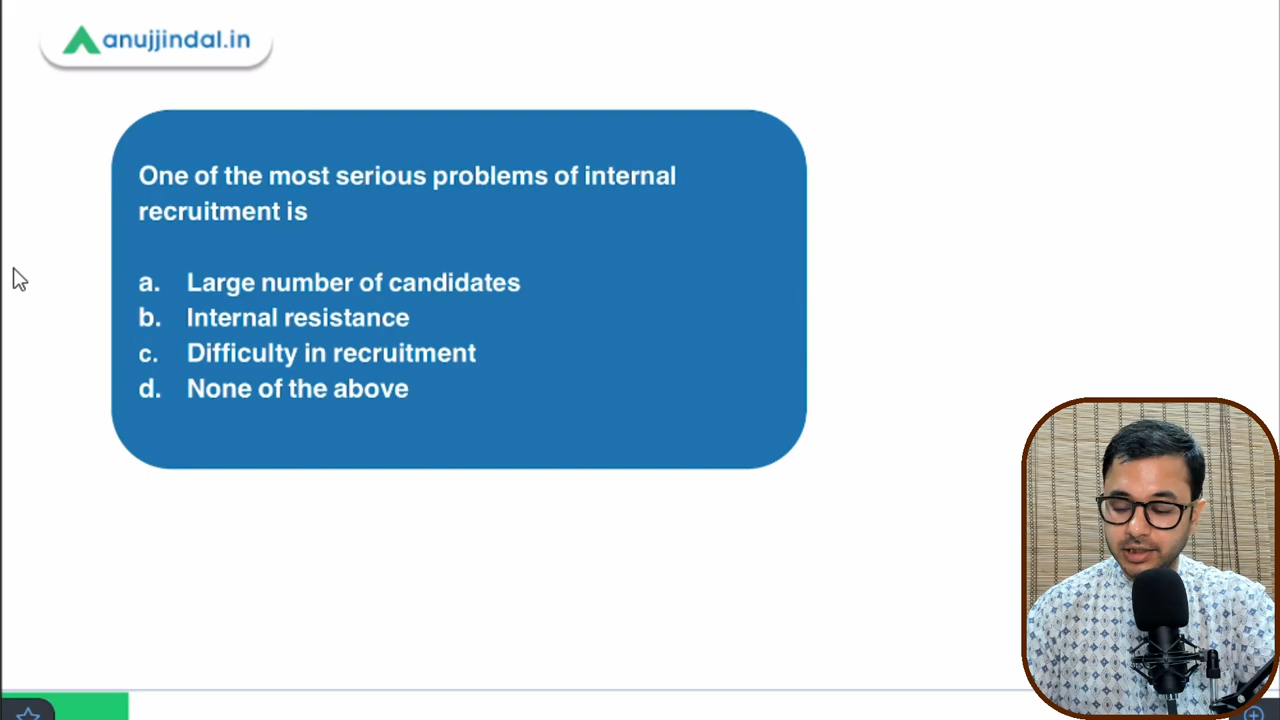 anujjindal.in
One of the most serious problems of internal
recruitment is
a. Large number of candidates
b. Internal resistance
c. Difficulty in recruitment
d. None of the above